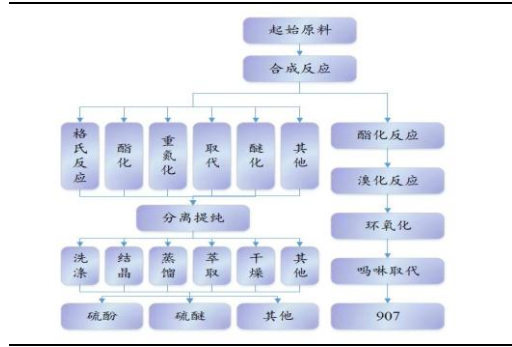 起始原料
合成反应
格氏反应
酯化
重氮化
取代
醚化
其他
酯化反应
溴化反应
分离提纯
环氧化
洗涤
结晶
蒸馏
萃取
干燥
其他
吗啉取代
硫酚
硫醚
其他
907